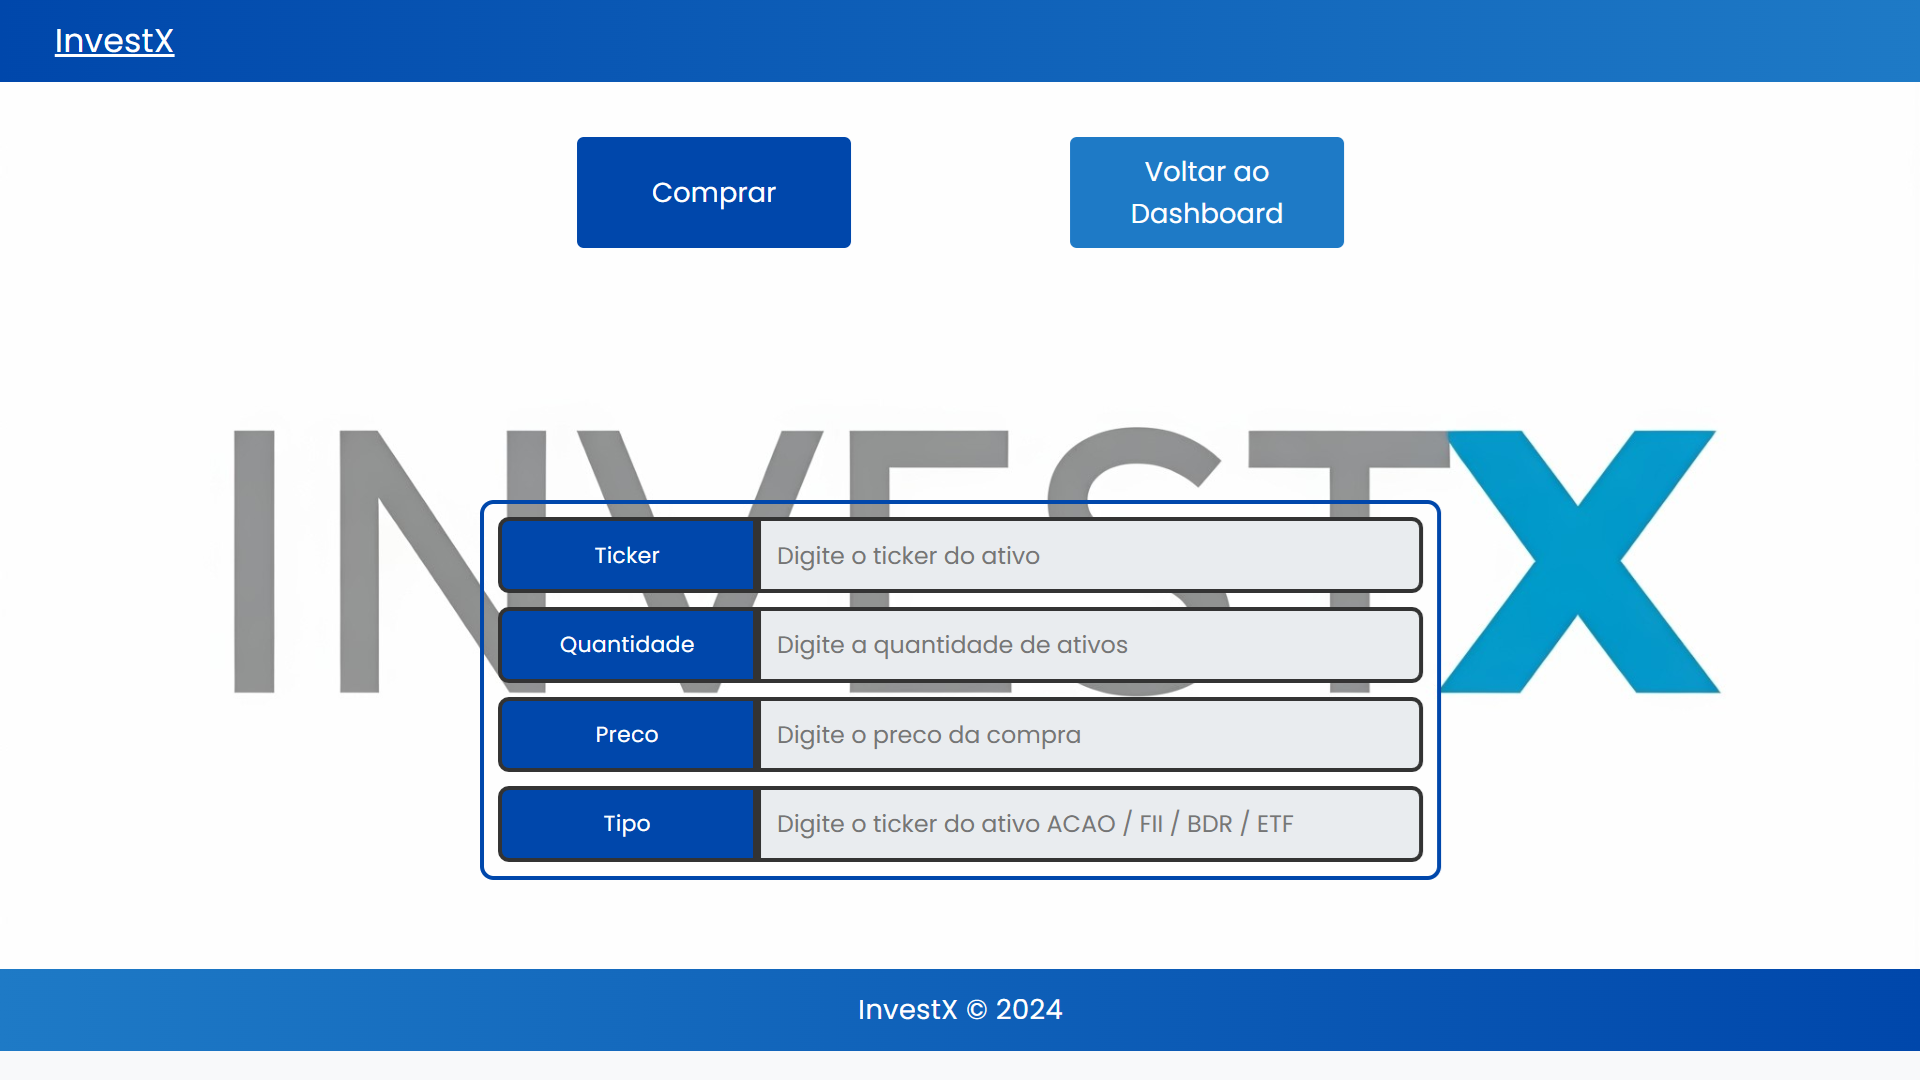 InvestX
Comprar
Voltar ao
Dashboard
INVESTX
Ticker
Digite o ticker do ativo
Quantidade
Digite a quantidade de ativos
Preco
Digite o preco da compra
Tipo
Digite o ticker do ativo ACAO / FII / BDR / ETF
InvestX © 2024